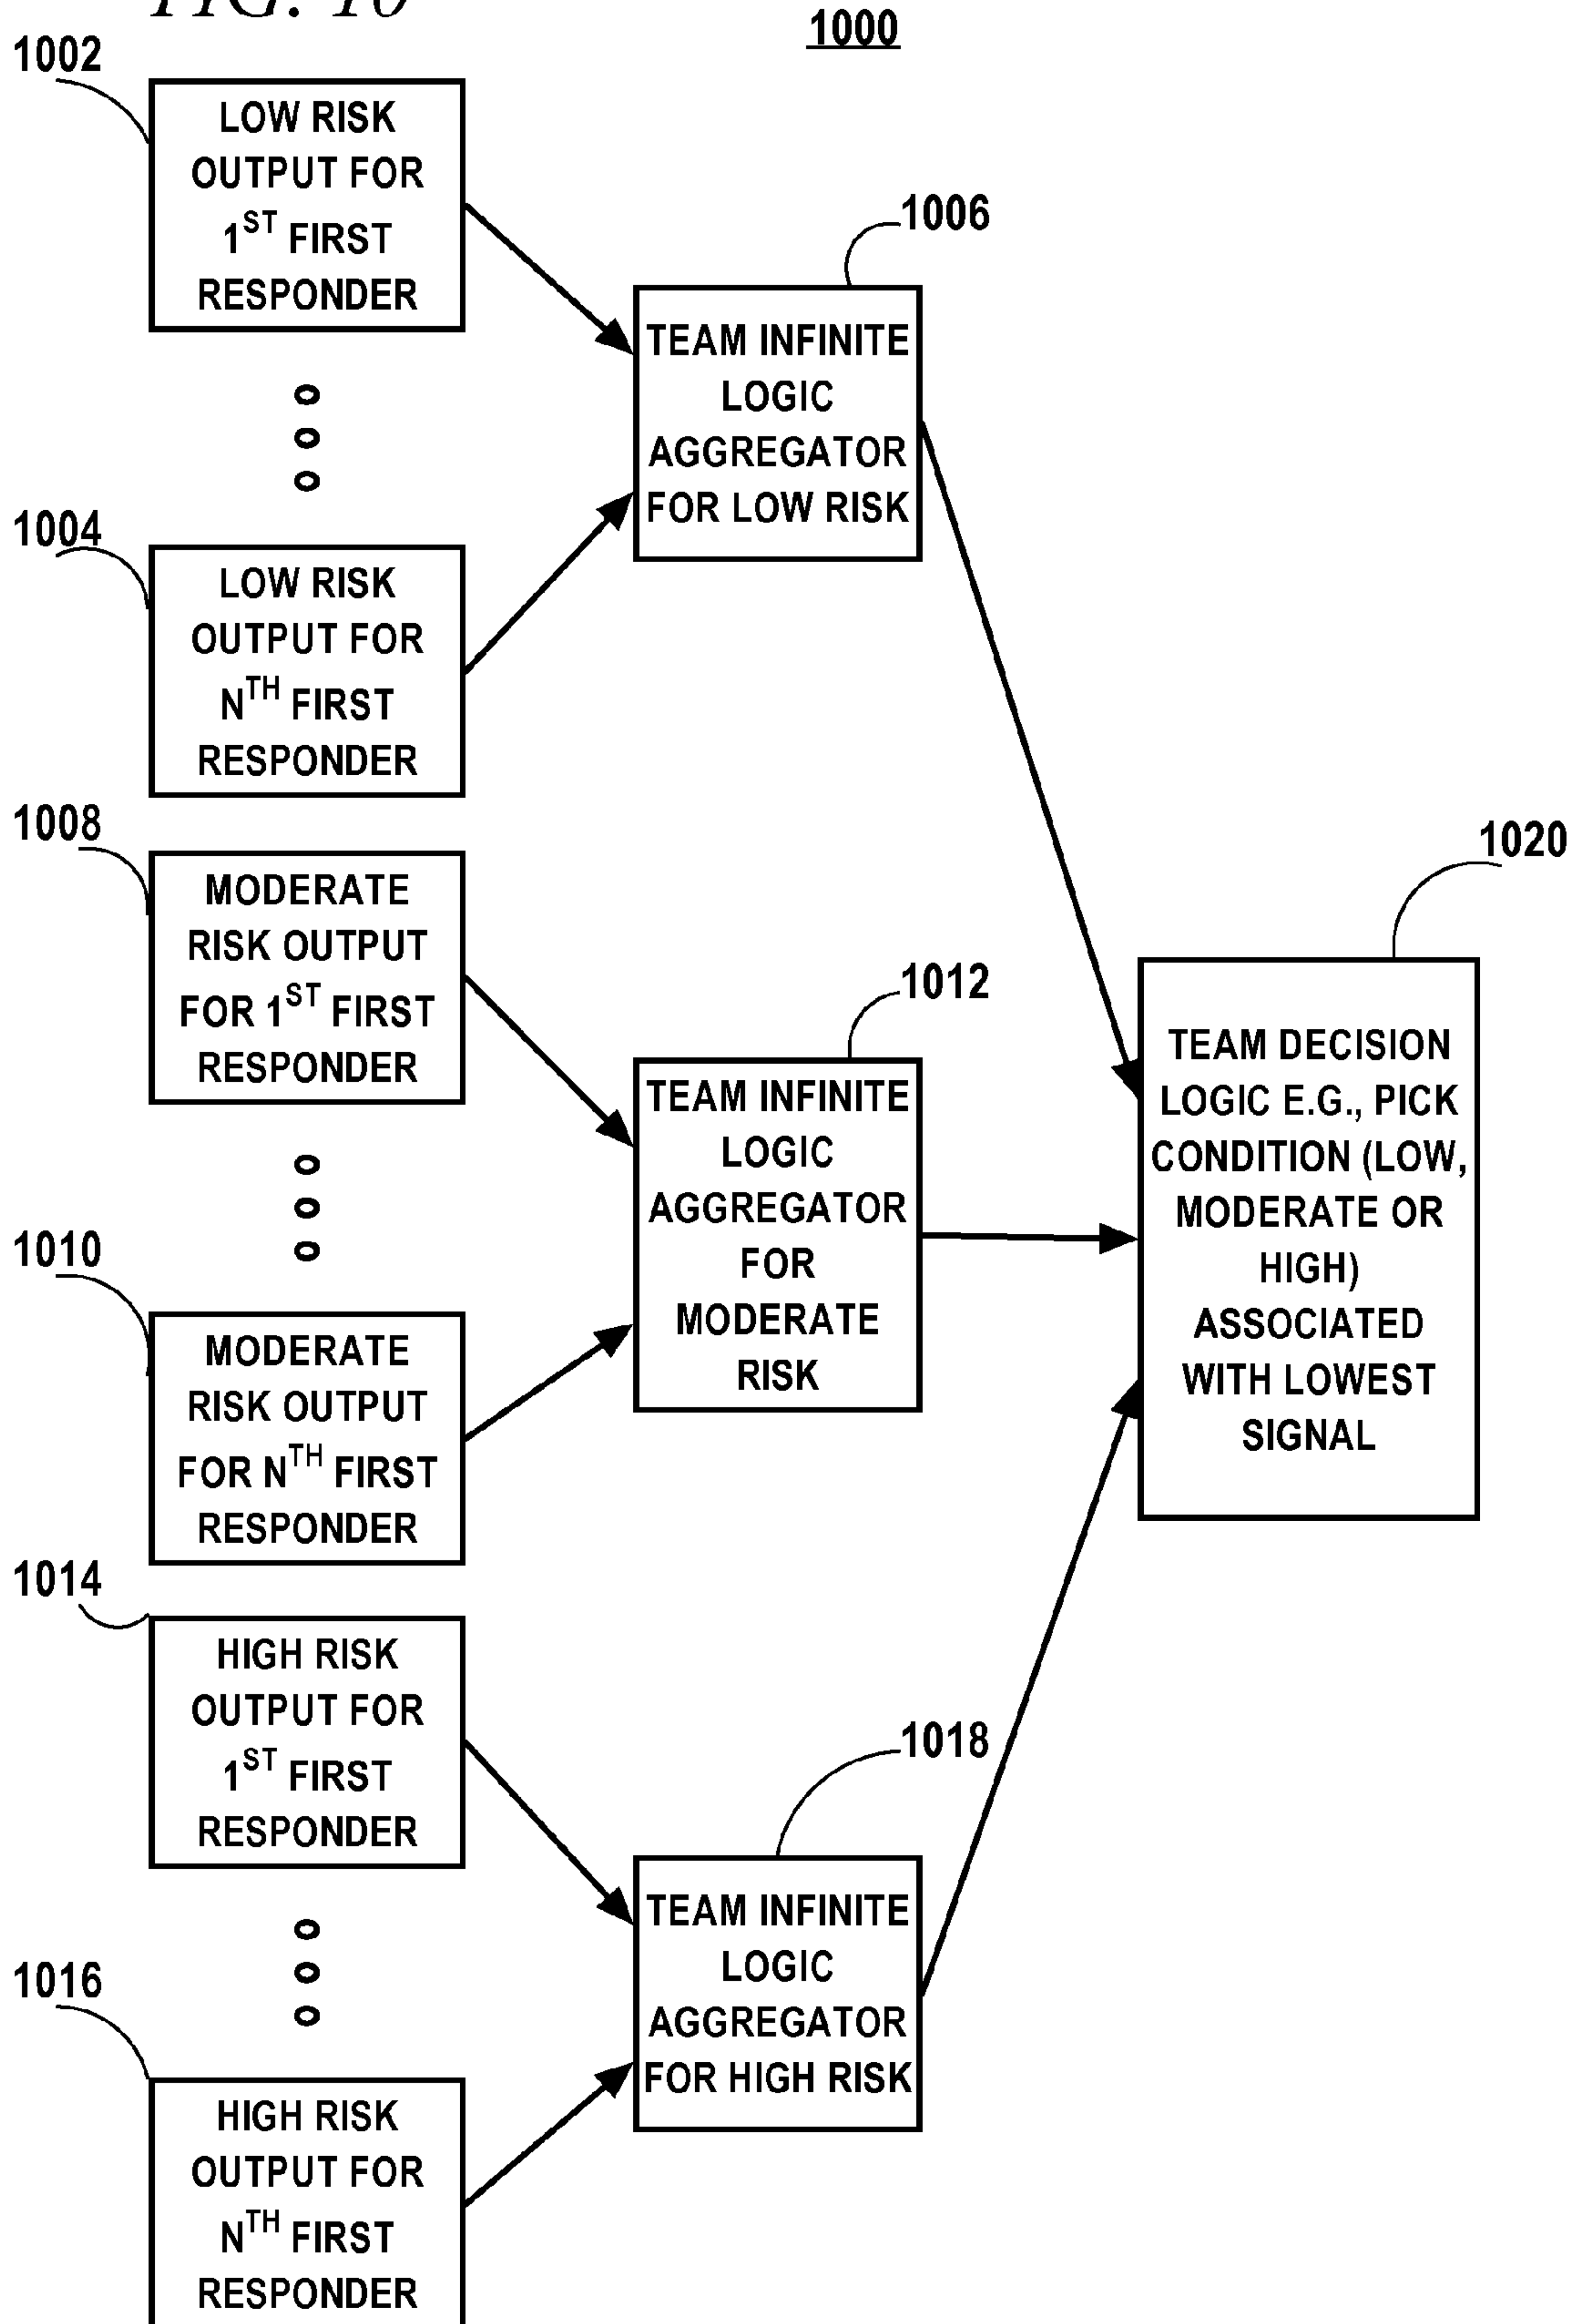 FIG. 10
1000
1002
LOW RISK
OUTPUT FOR
1ST FIRST
RESPONDER
1004
LOW RISK
OUTPUT FOR
NTH FIRST
RESPONDER
1006
TEAM INFINITE
LOGIC
AGGREGATOR
FOR LOW RISK
1008
MODERATE
RISK OUTPUT
FOR 1ST FIRST
RESPONDER
1010
MODERATE
RISK OUTPUT
FOR NTH FIRST
RESPONDER
1012
TEAM INFINITE
LOGIC
AGGREGATOR
FOR
MODERATE
RISK
1014
HIGH RISK
OUTPUT FOR
1ST FIRST
RESPONDER
1016
HIGH RISK
OUTPUT FOR
NTH FIRST
RESPONDER
1018
TEAM INFINITE
LOGIC
AGGREGATOR
FOR HIGH RISK
1020
TEAM DECISION
LOGIC E.G., PICK
CONDITION (LOW,
MODERATE OR
HIGH)
ASSOCIATED
WITH LOWEST
SIGNAL